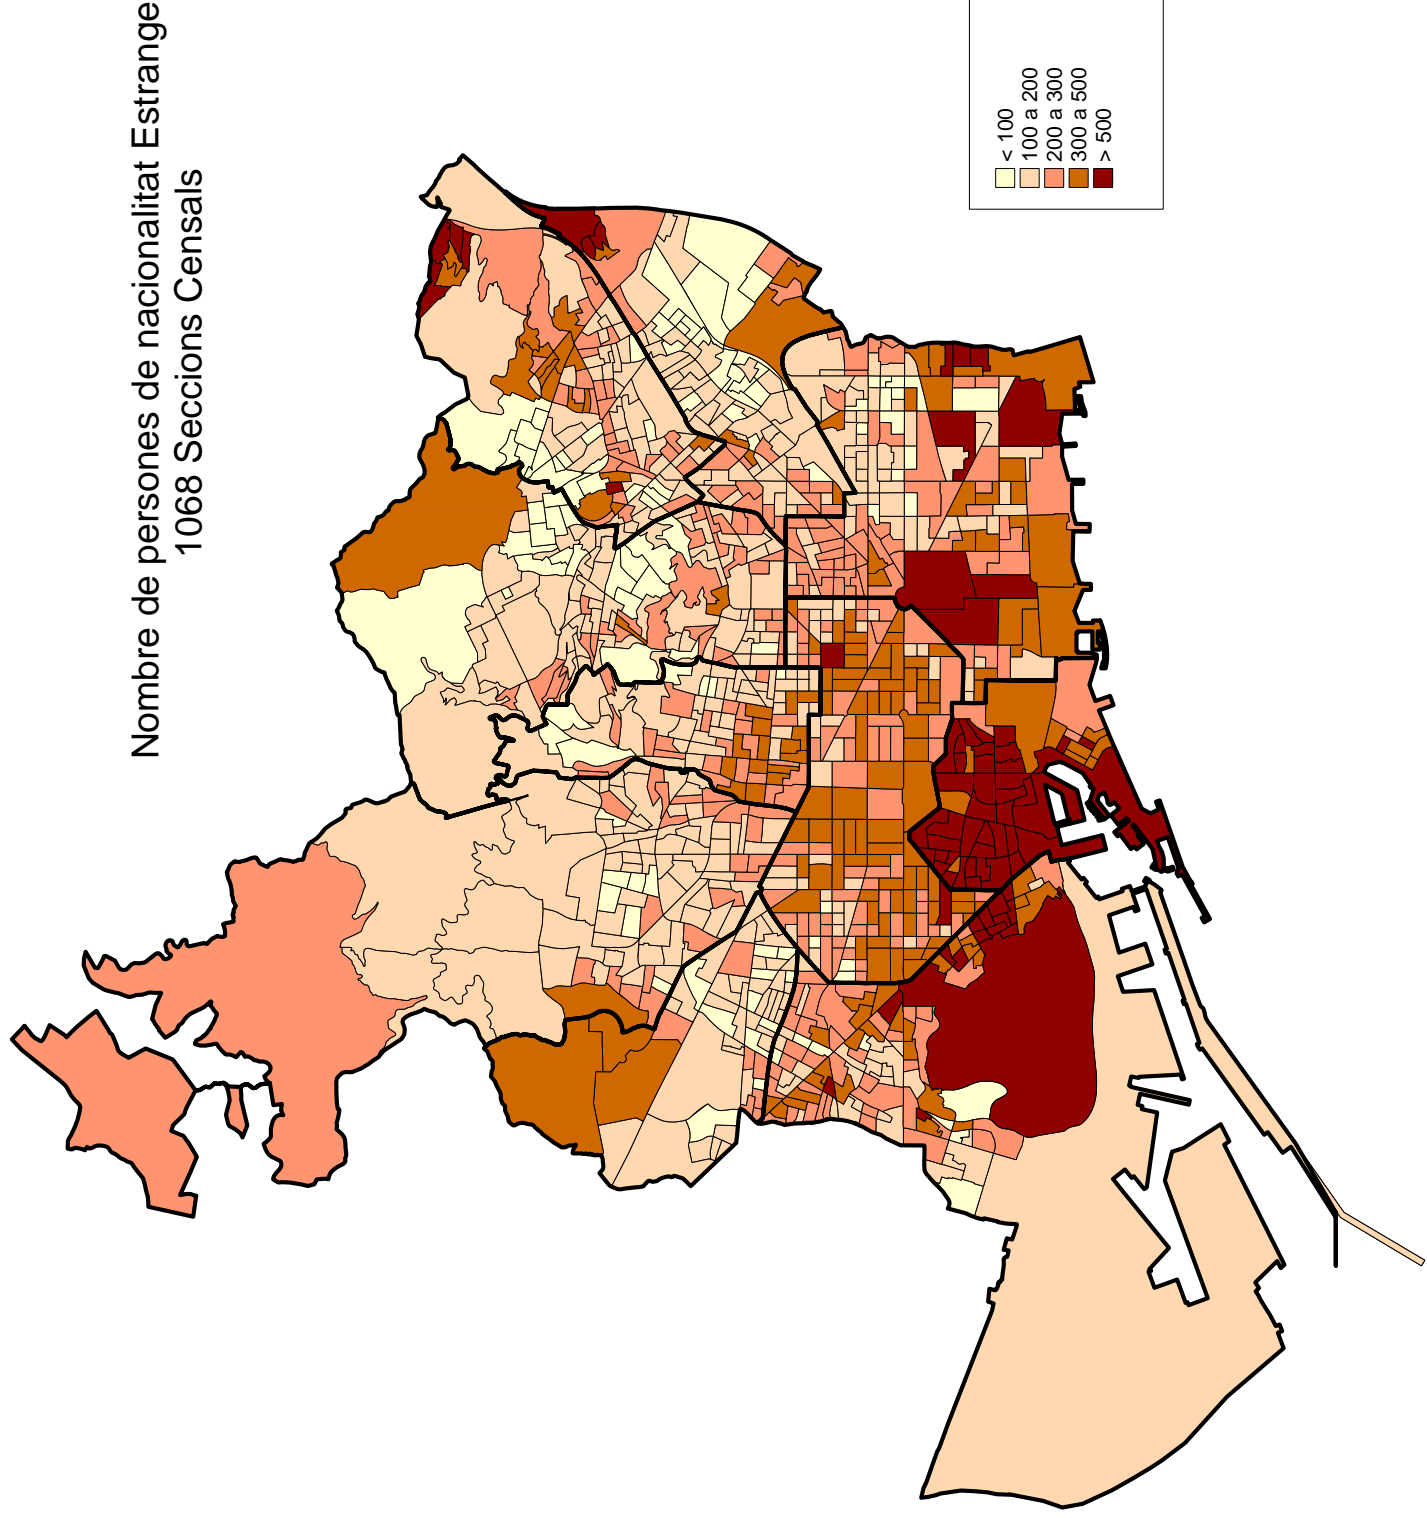 Nombre de persones de nacionalitat Estrange
1068 Seccions Censals
< 100
100 a 200
200 a 300
300 a 500
> 500